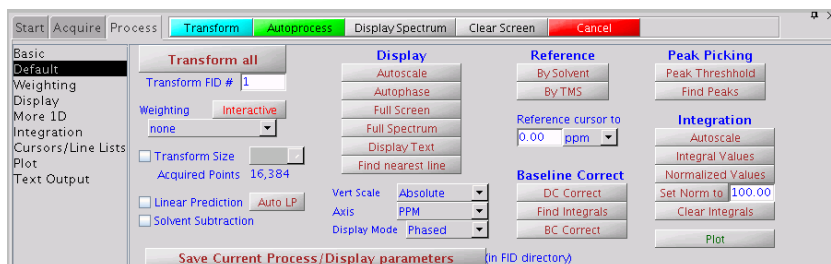 Start Acquire Process Transform Autoprocess Display Spectrum Clear Screen Cancel
Basic
Default
Weighting
Display
More 1D
Integration
Cursors/Line Lists
Plot
Text Output
Transform all
Transform FID # 1
Weighting Interactive
none
Transform Size
Acquired Points 16,384
Linear Prediction Auto LP
Solvent Subtraction
Display
Autoscale
Autophase
Full Screen
Full Spectrum
Display Text
Find nearest line
Vert Scale Absolute
Axis PPM
Display Mode Phased
Reference
By Solvent
By TMS
Reference cursor to
0.00 ppm
Baseline Correct
DC Correct
Find Integrals
BC Correct
Peak Picking
Peak Threshhold
Find Peaks
Integration
Autoscale
Integral Values
Normalized Values
Set Norm to 100.00
Clear Integrals
Plot
Save Current Process/Display parameters (in FID directory)